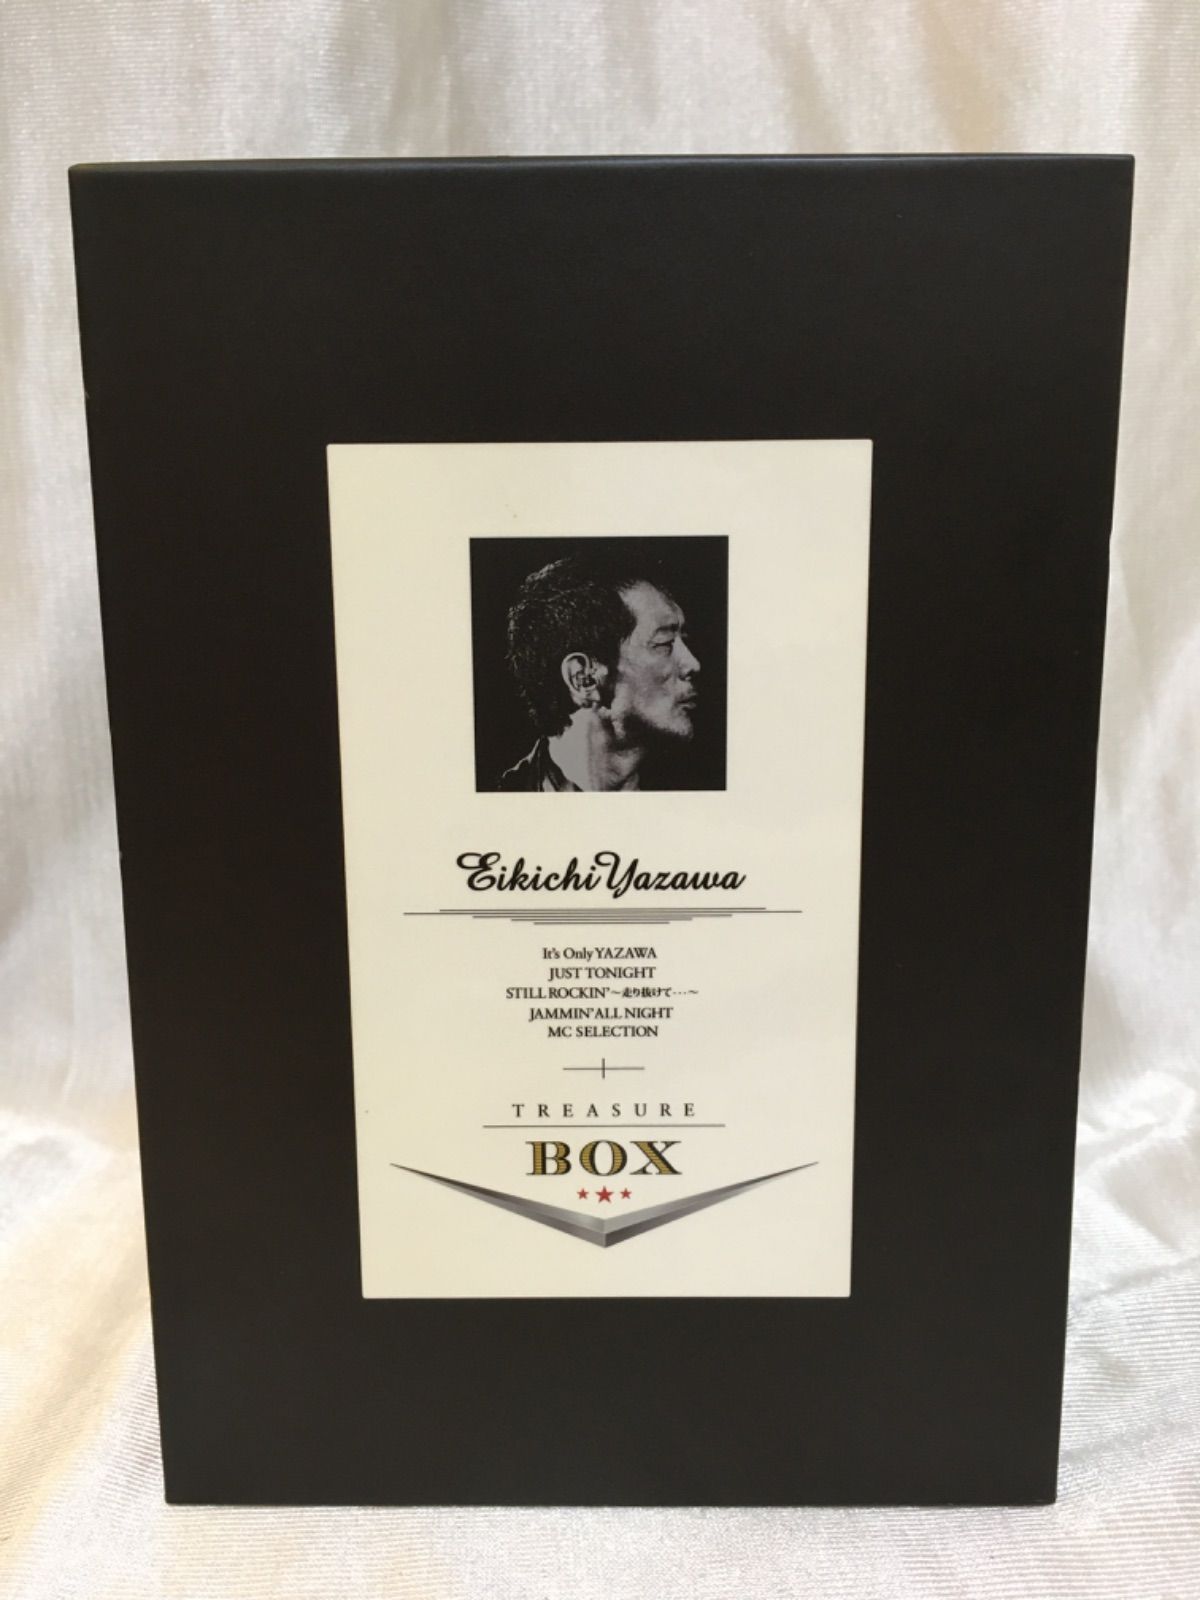 Eikichi Yazawa
It's Only YAZAWA
JUST TONIGHT
STILL ROCKIN'～走り抜けて…～
JAMMIN' ALL NIGHT
MC SELECTION
TREASURE
BOX